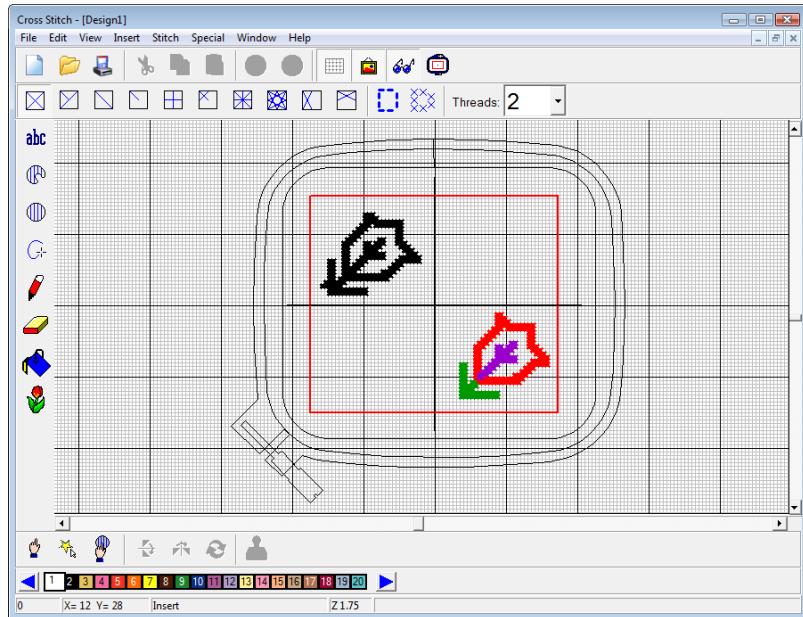 Cross Stitch - [Design1]
File Edit View Insert Stitch Special Window Help
Threads: 2
abc
1 2 3 4 5 6 7 8 9 10 11 12 13 14 15 16 17 18 19 20
0 X= 12 Y= 28 Insert Z 1.75